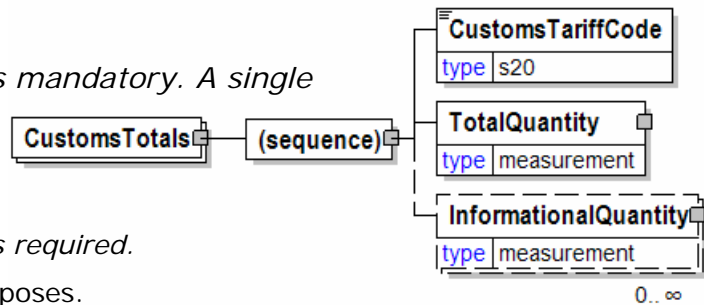 CustomsTariffCode
type s20
s mandatory. A single
TotalQuantity
CustomsTotals (sequence)
type measurement
InformationalQuantity
s required.
type measurement
poses.
0.. ∞